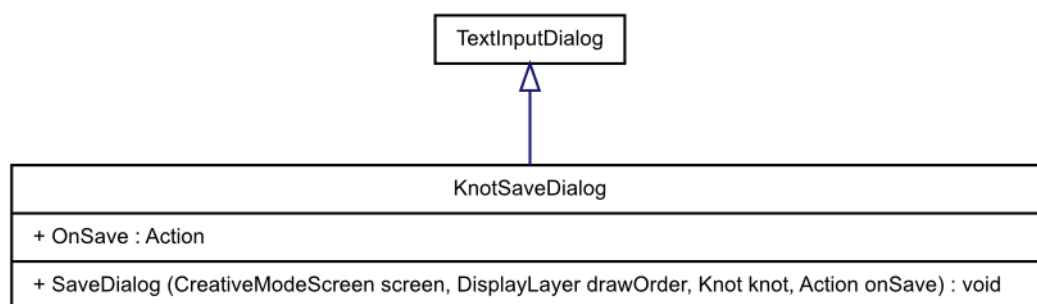 TextInputDialog
KnotSaveDialog
+ OnSave : Action
+ SaveDialog (CreativeModeScreen screen, DisplayLayer drawOrder, Knot knot, Action onSave) : void